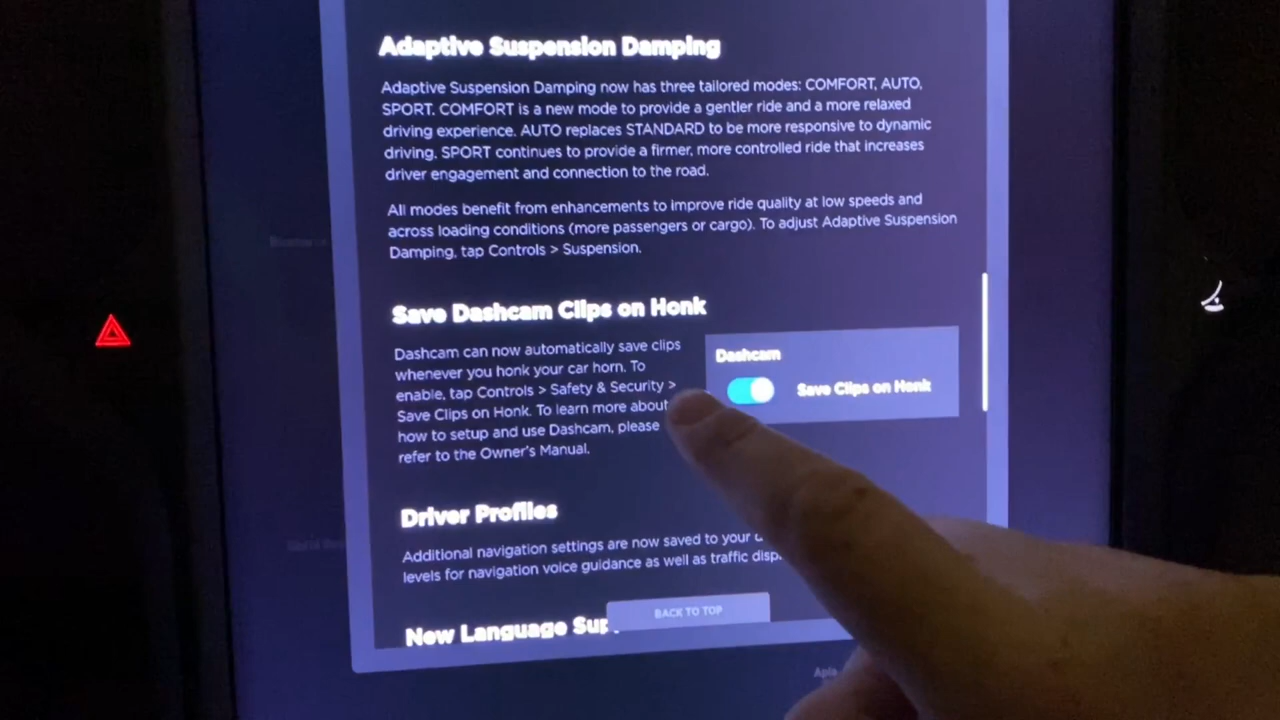 Adaptive Suspension Damping
Adaptive Suspension Damping now has three tailored modes: COMFORT, AUTO,
SPORT. COMFORT is a new mode to provide a gentler ride and a more relaxed
driving experience. AUTO replaces STANDARD to be more responsive to dynamic
driving. SPORT continues to provide a firmer, more controlled ride that increases
driver engagement and connection to the road.
All modes benefit from enhancements to improve ride quality at low speeds and
across loading conditions (more passengers or cargo). To adjust Adaptive Suspension
Damping, tap Controls > Suspension.
Save Dashcam Clips on Honk
Dashcam can now automatically save clips
whenever you honk your car horn. To
enable, tap Controls > Safety & Security >
Save Clips on Honk. To learn more about
how to setup and use Dashcam, please
refer to the Owner's Manual.
Dashcam
Save Clips on Honk
Driver Profiles
Additional navigation settings are now saved to your
levels for navigation voice guidance as well as traffic
New Language
BACK TO TOP